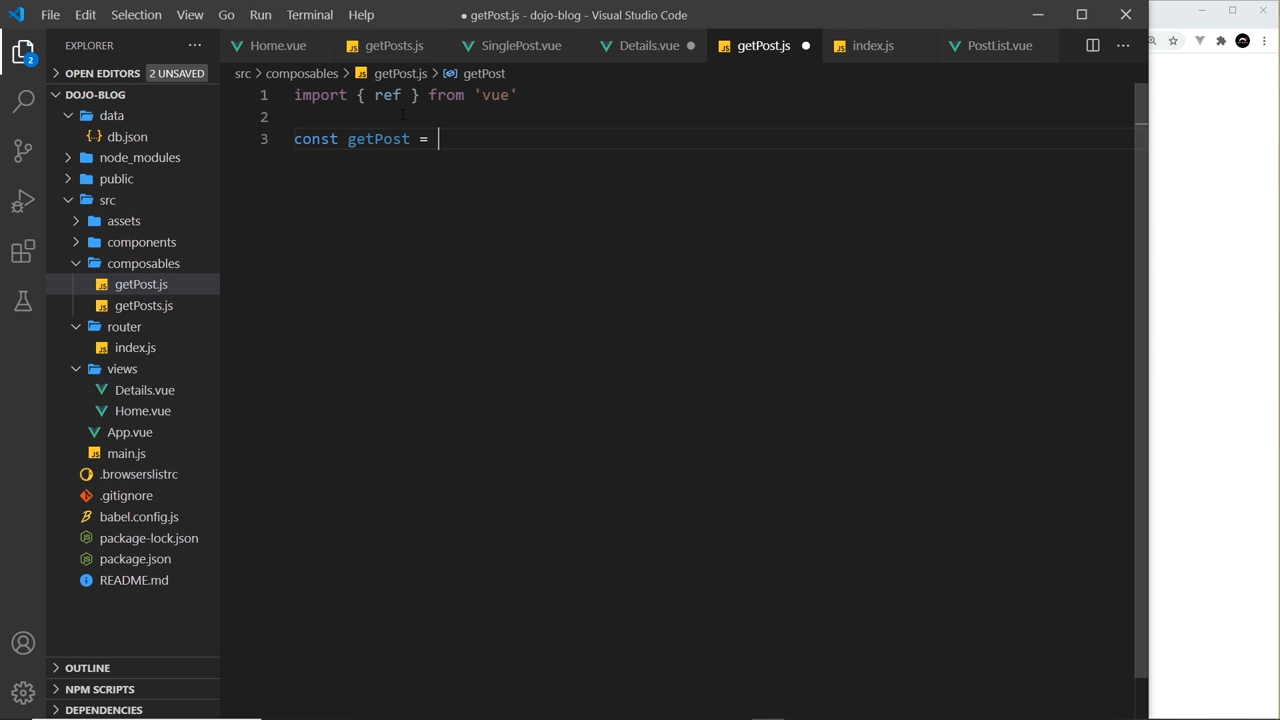 File Edit Selection View Go Run Terminal Help
● getPost.js - dojo-blog - Visual Studio Code
EXPLORER
Home.vue getPosts.js SinglePost.vue Details.vue getPost.js index.js PostList.vue
OPEN EDITORS 2 UNSAVED
src > composables > getPost.js > getPost
DOJO-BLOG
data
db.json
node_modules
public
src
assets
components
composables
getPost.js
getPosts.js
router
index.js
views
Details.vue
Home.vue
App.vue
main.js
.browserslistrc
.gitignore
babel.config.js
package-lock.json
package.json
README.md
OUTLINE
NPM SCRIPTS
DEPENDENCIES
2
1 import { ref } from 'vue'
2
3 const getPost =